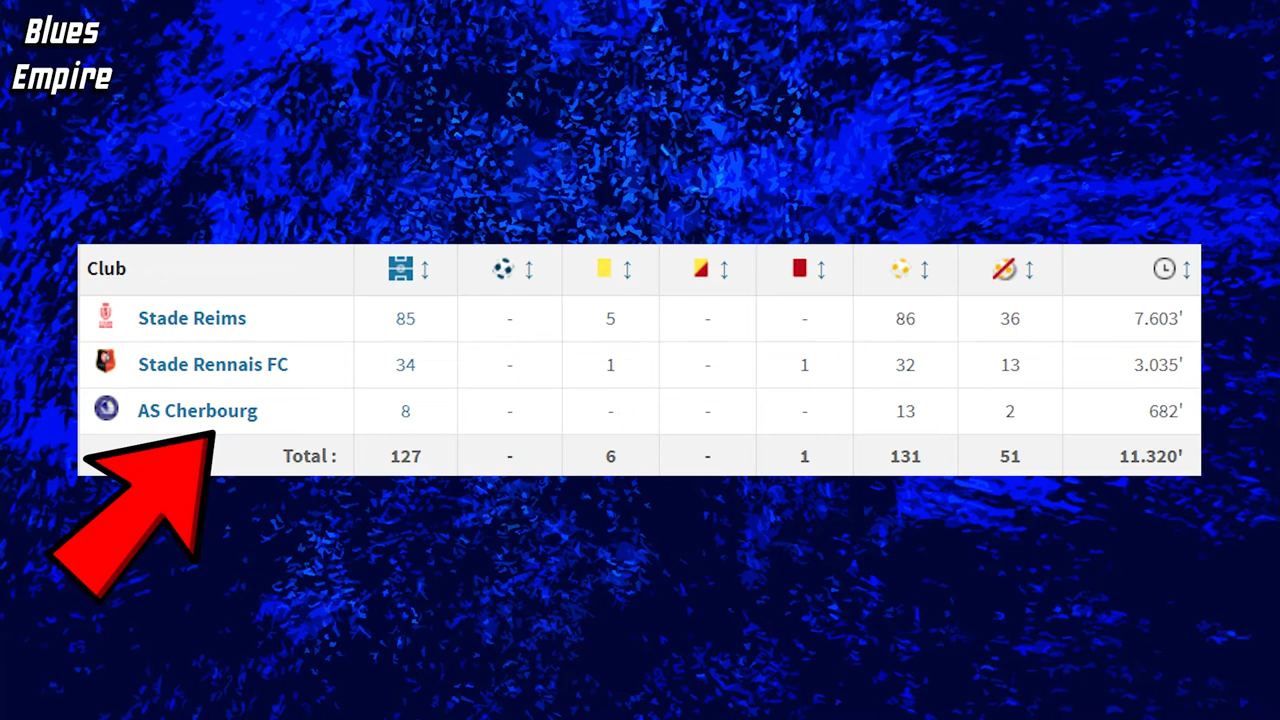 Blues
Empire
Club
Stade Reims 85 - 5 - - 86 36 7.603'
Stade Rennais FC 34 - 1 - 1 32 13 3.035'
AS Cherbourg 8 - - - - 13 2 682'
Total : 127 - 6 - 1 131 51 11.320'